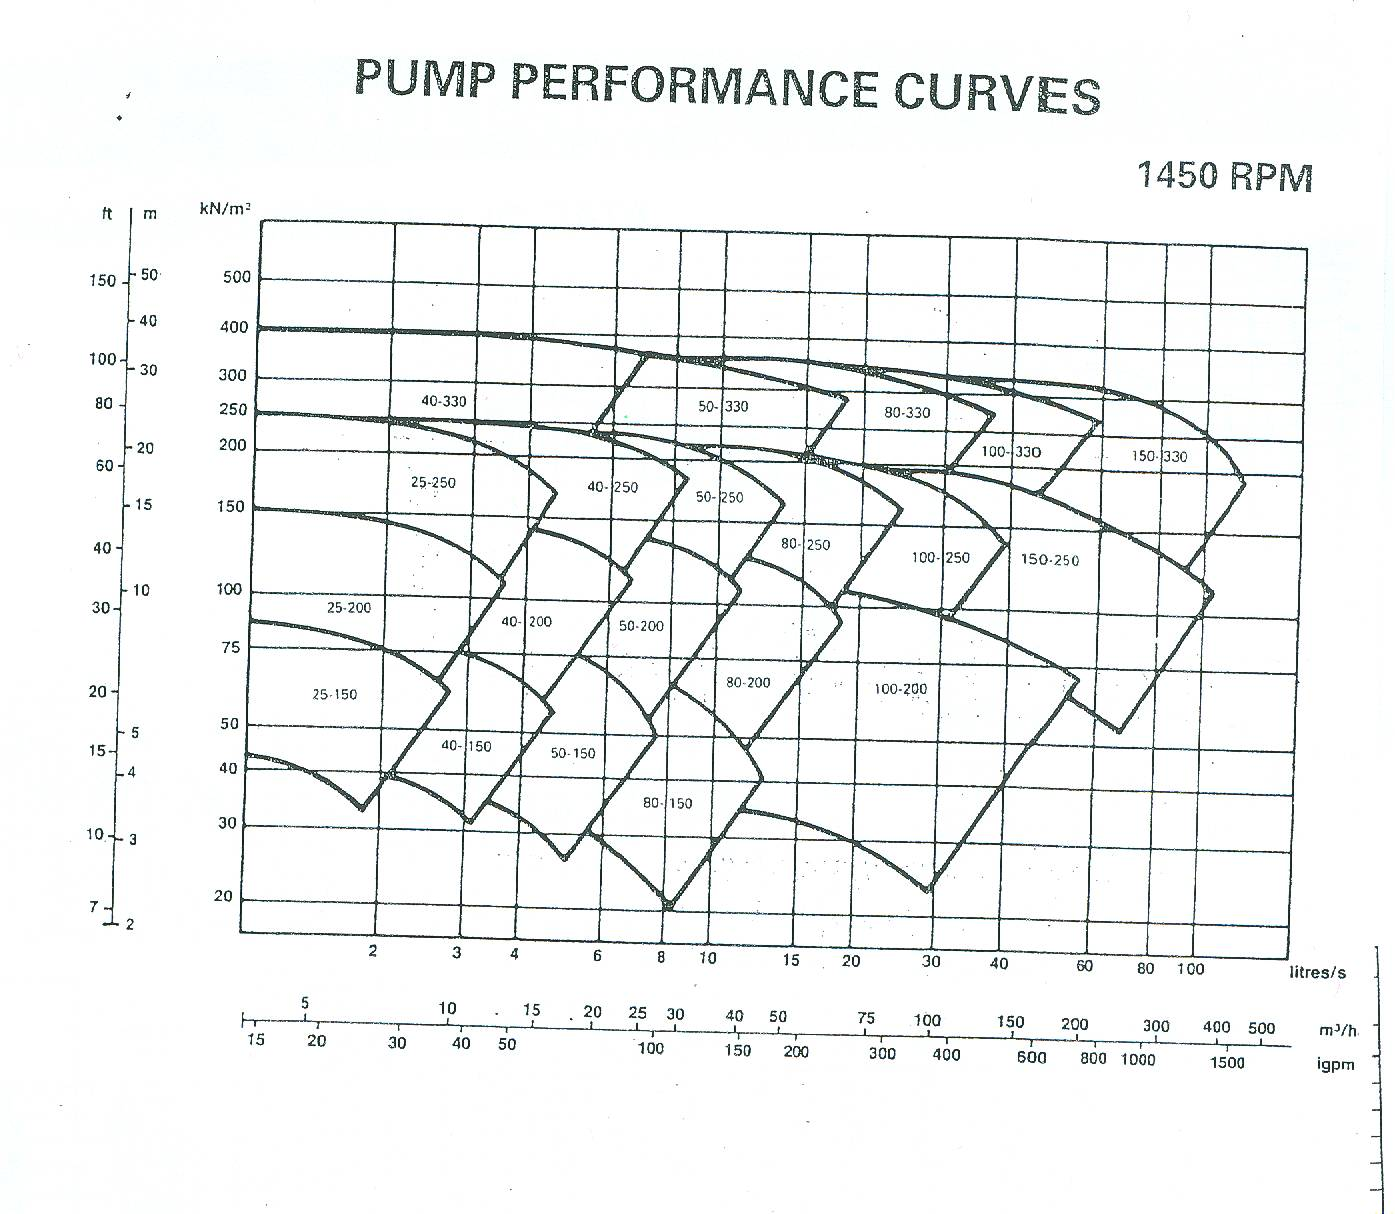 PUMP PERFORMANCE CURVES
1450 RPM
ft m kN/m²
150 50 500
40 400
100 30 300
80 250
20 200
60
15 150
40
10 100
30
75
20
5 50
15
4 40
10 3 30
7 2 20
40-330 50-330 80-330 100-330 150-330
25-250 40-250 50-250 80-250 100-250 150-250
25-200 40-200 50-200 80-200 100-200
25-150 40-150 50-150 80-150
2 3 4 6 8 10 15 20 30 40 60 80 100 litres/s
5 10 15 20 25 30 40 50 75 100 150 200 300 400 500 m³/h
15 20 30 40 50 100 150 200 300 400 600 800 1000 1500 igpm